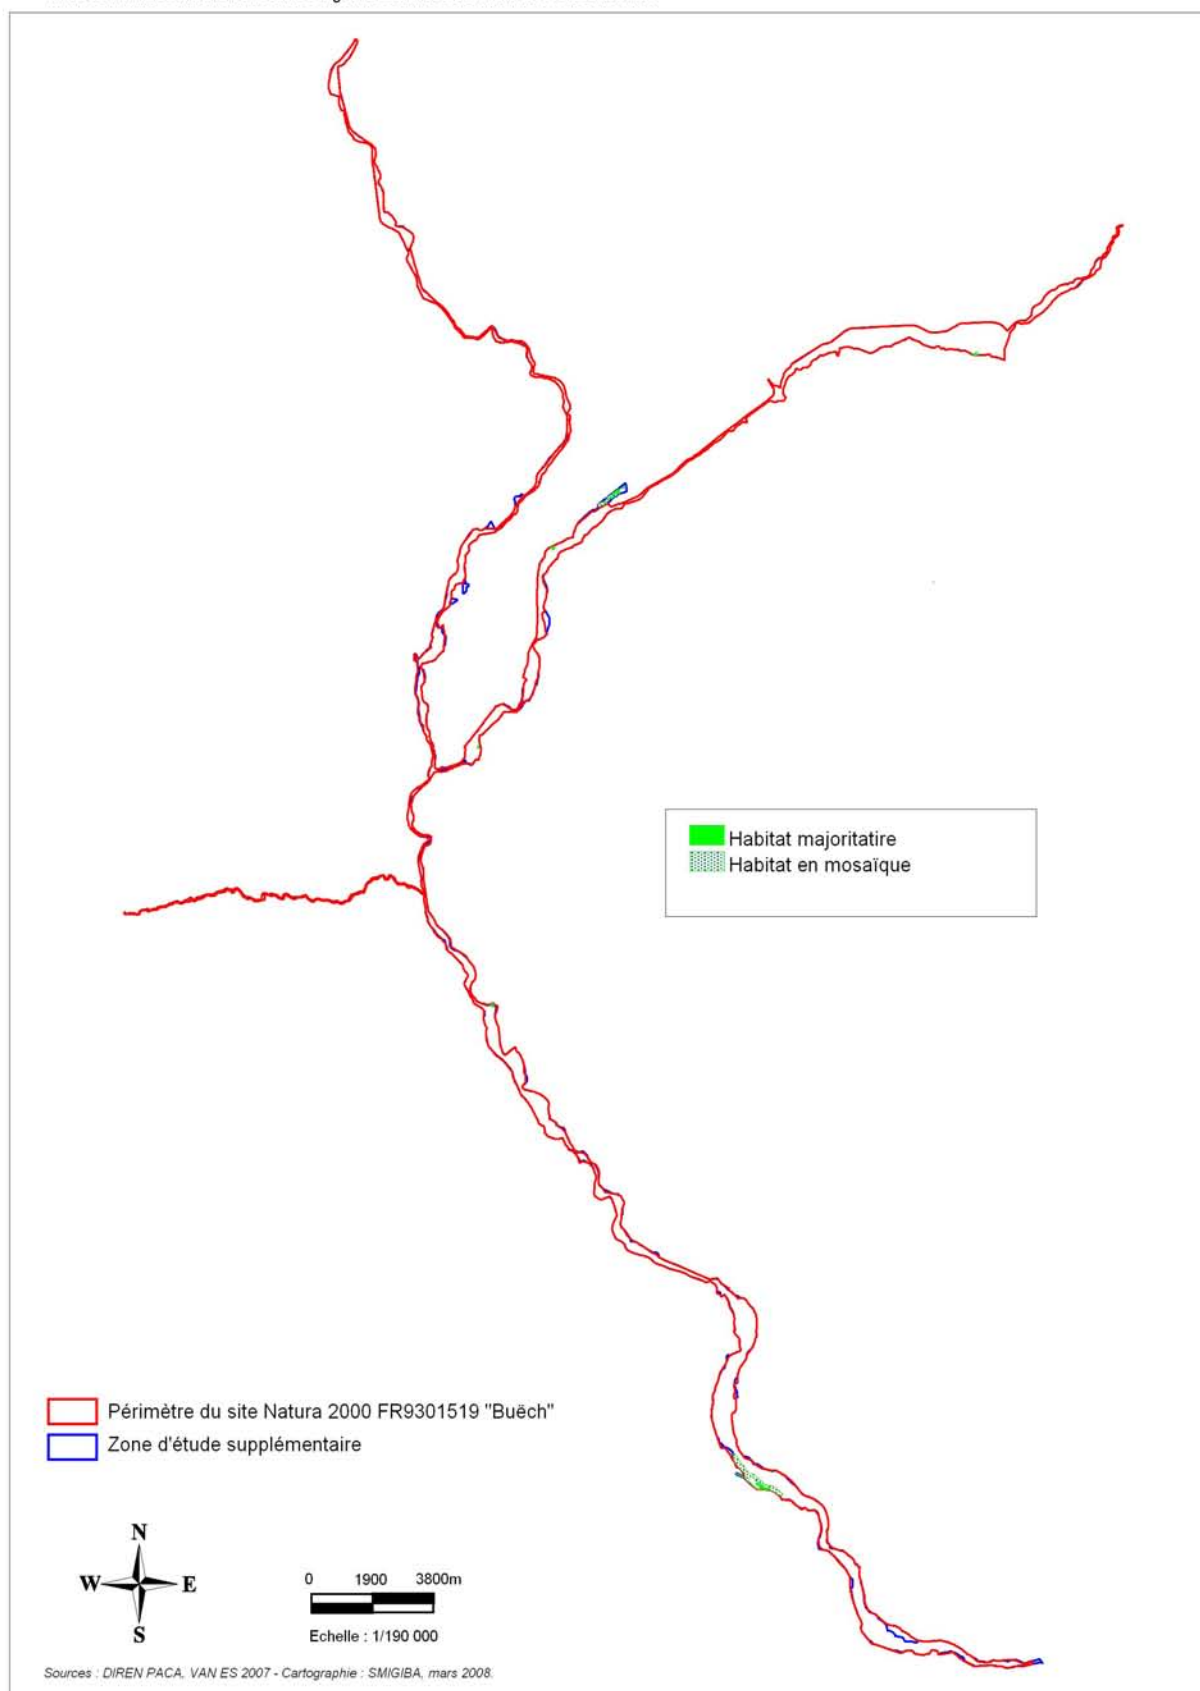 Habitat majoritatire
Habitat en mosaïque
Périmètre du site Natura 2000 FR9301519 "Buëch"
Zone d'étude supplémentaire
N
W E
S
0 1900 3800m
Echelle : 1/190 000
Sources : DIREN PACA, VAN ES 2007 - Cartographie : SMIGIBA, mars 2008.